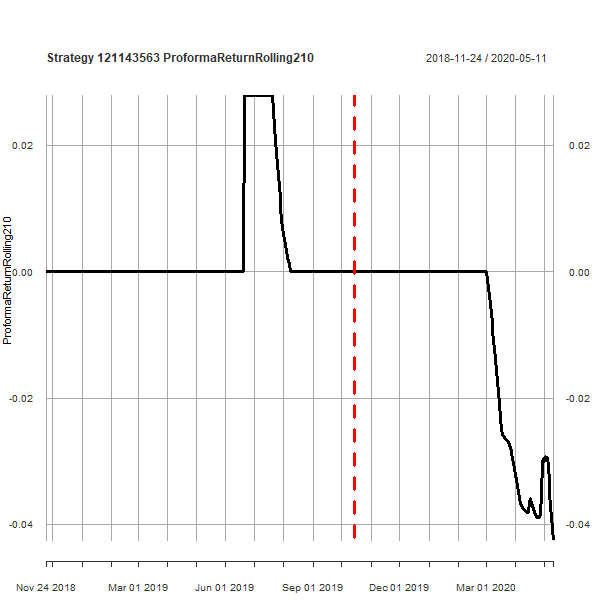 Strategy 121143563 ProformaReturnRolling210
2018-11-24 / 2020-05-11
ProformaReturnRolling210
0.02
0.02
0.00
0.00
-0.02
-0.02
-0.04
-0.04
Nov 24 2018 Mar 01 2019 Jun 01 2019 Sep 01 2019 Dec 01 2019 Mar 01 2020